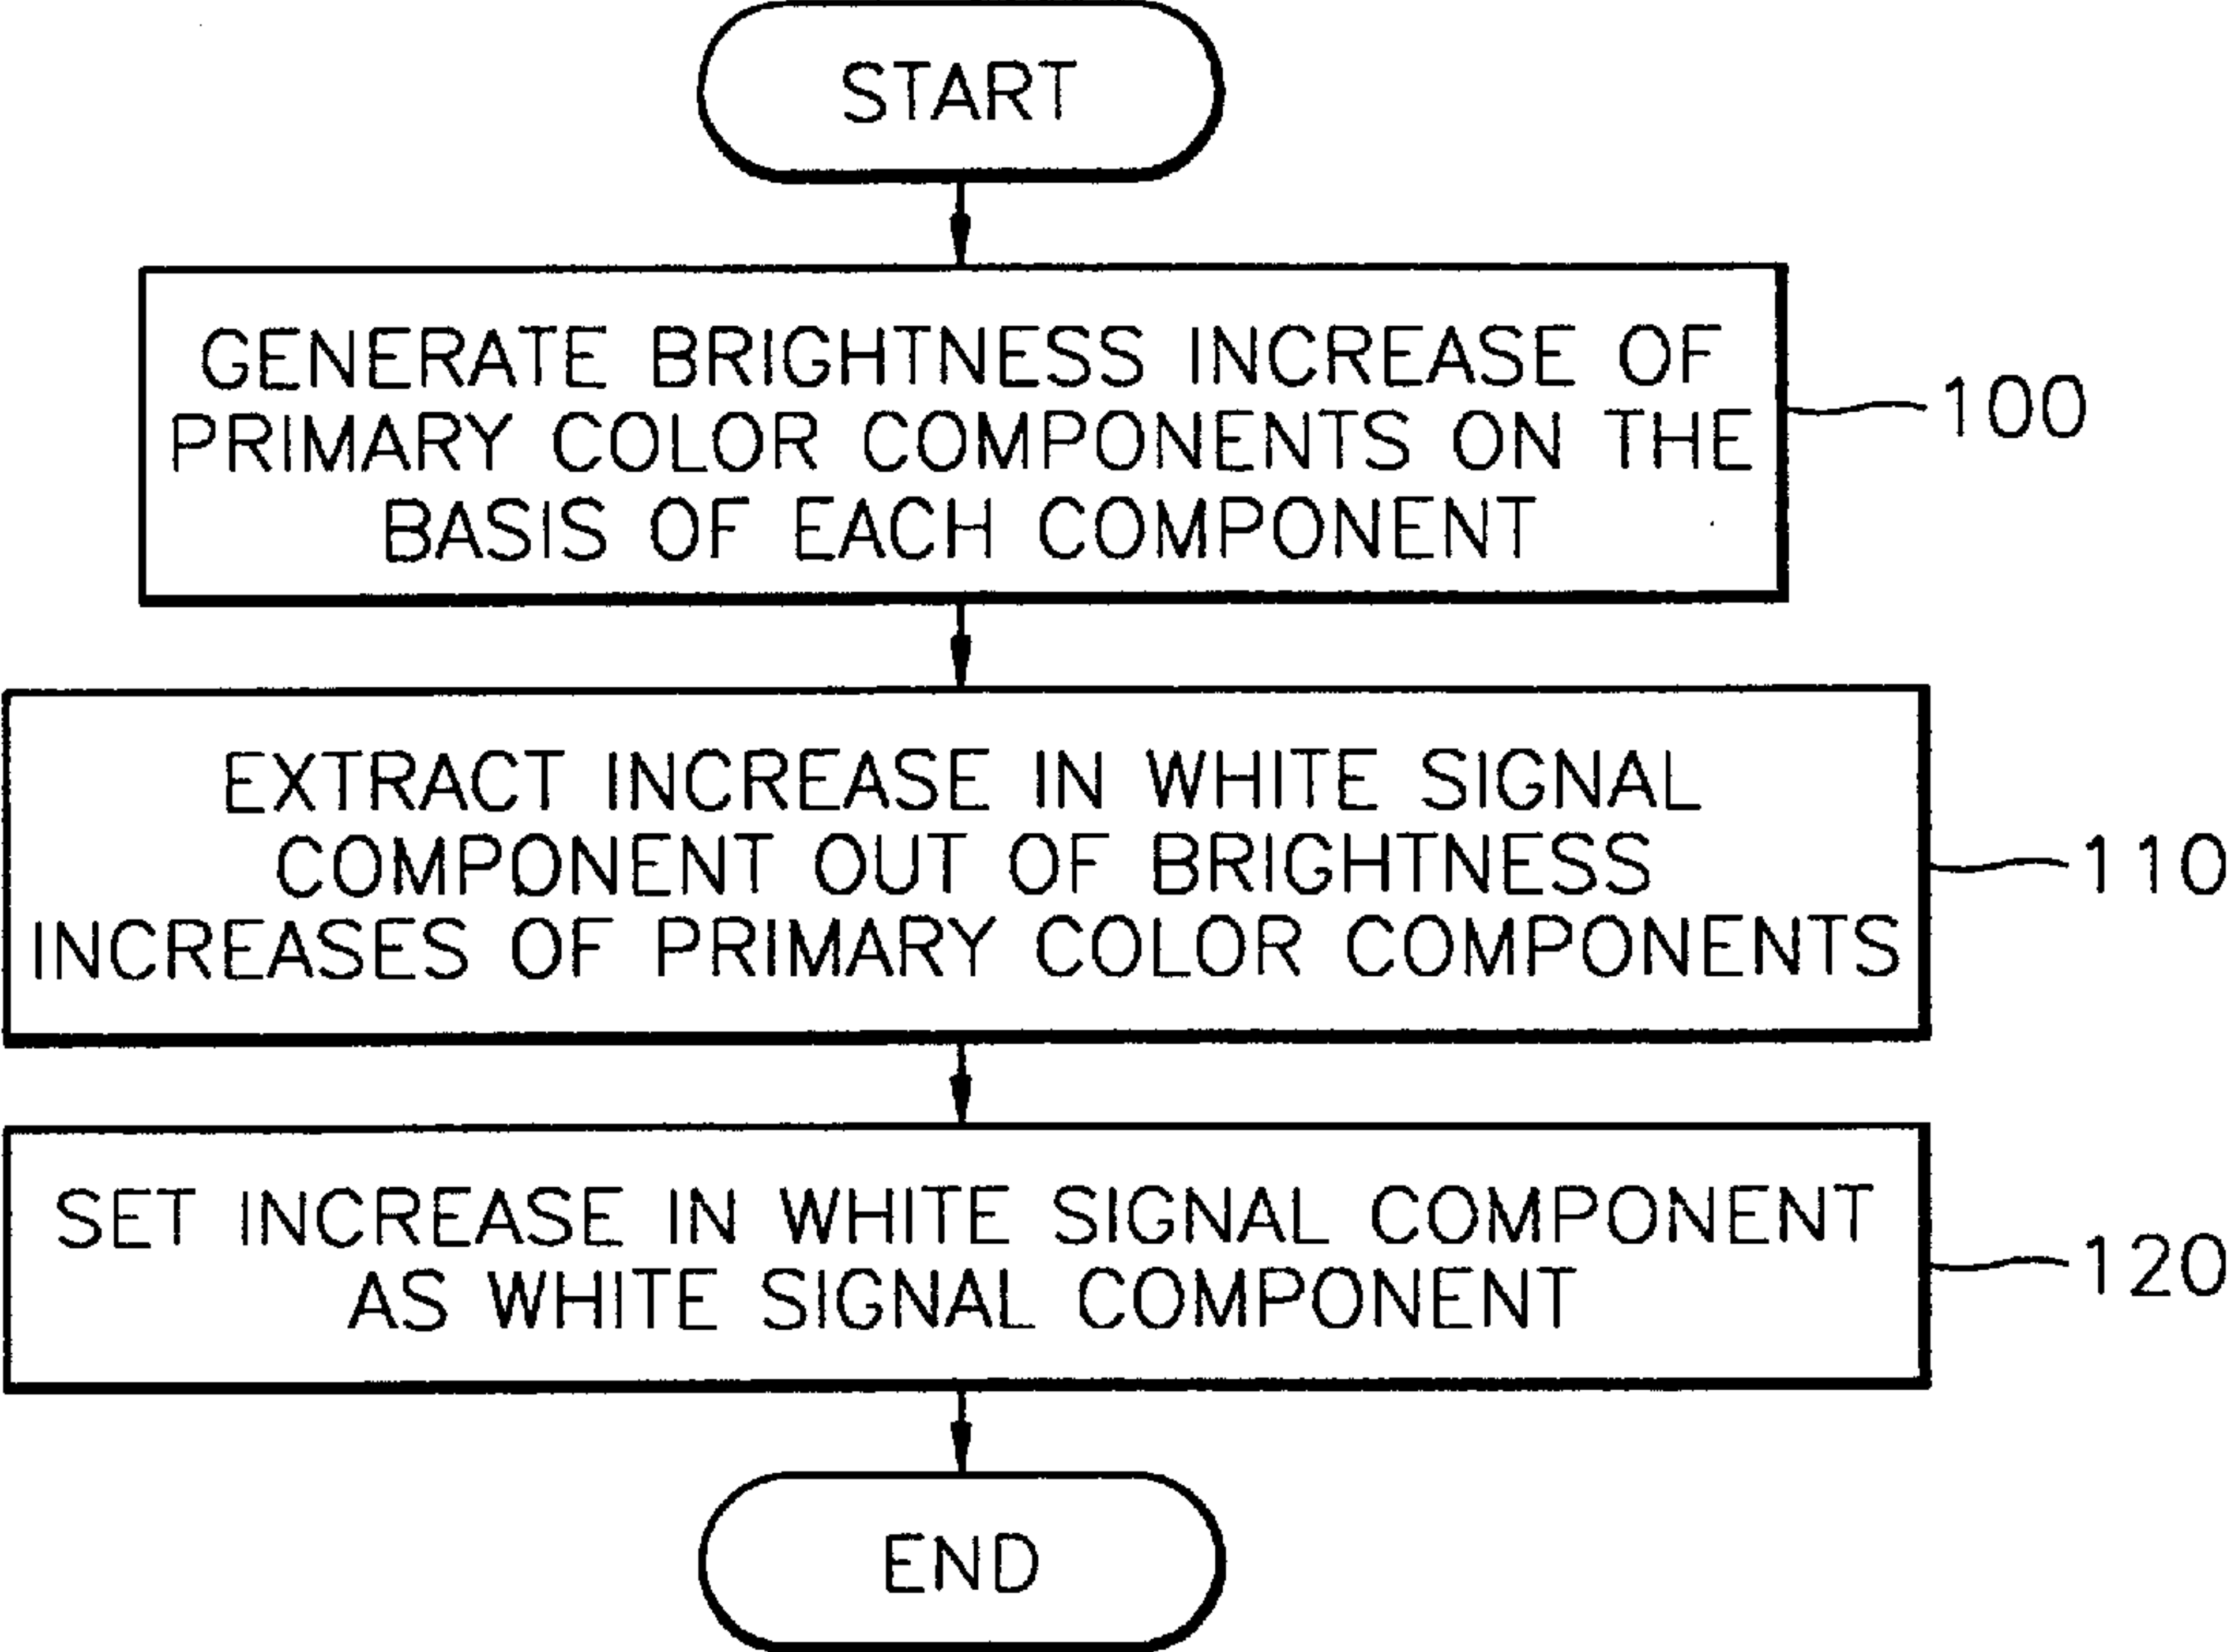 START
GENERATE BRIGHTNESS INCREASE OF
PRIMARY COLOR COMPONENTS ON THE
BASIS OF EACH COMPONENT
100
EXTRACT INCREASE IN WHITE SIGNAL
COMPONENT OUT OF BRIGHTNESS
INCREASES OF PRIMARY COLOR COMPONENTS
110
SET INCREASE IN WHITE SIGNAL COMPONENT
AS WHITE SIGNAL COMPONENT
120
END